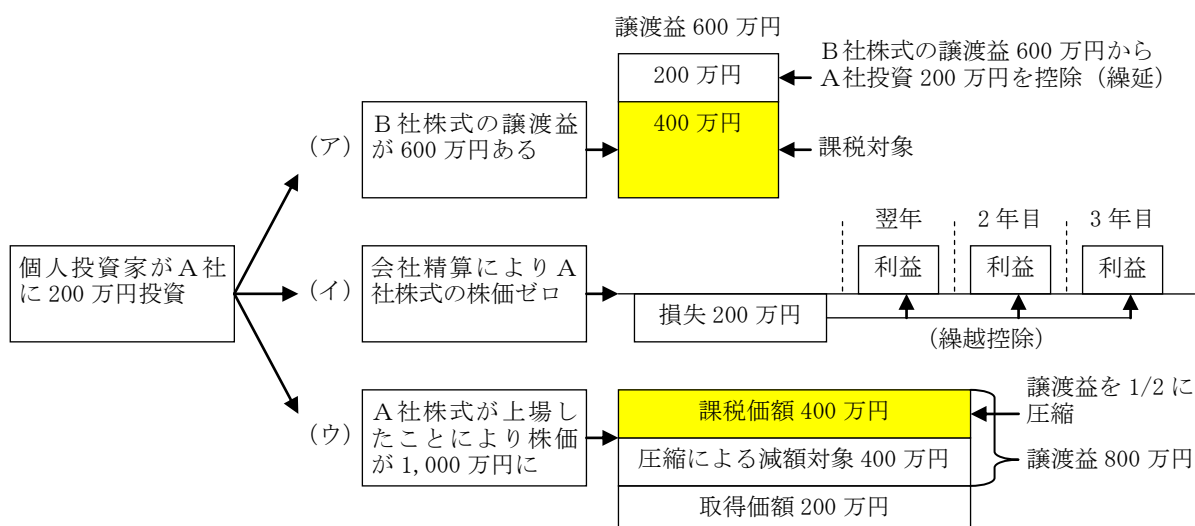 譲渡益 600 万円
200 万円
Ｂ社株式の譲渡益 600 万円から
Ａ社投資 200 万円を控除（繰延）
（ア）
Ｂ社株式の譲渡益
が 600 万円ある
400 万円
課税対象
個人投資家がＡ社
に 200 万円投資
（イ）
会社精算によりＡ
社株式の株価ゼロ
損失 200 万円
翌年
2 年目
3 年目
利益
利益
利益
（繰越控除）
（ウ）
Ａ社株式が上場し
たことにより株価
が 1,000 万円に
課税価額 400 万円
圧縮による減額対象 400 万円
取得価額 200 万円
譲渡益を 1/2 に
圧縮
譲渡益 800 万円